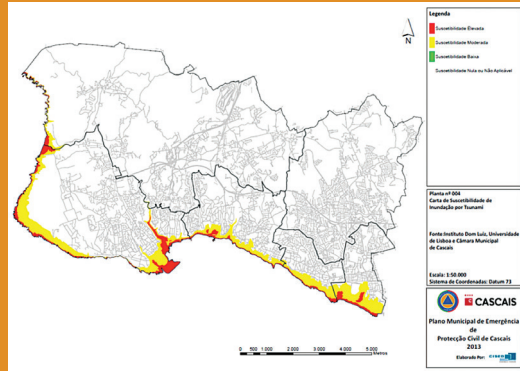 Legenda
Suscetibilidade Elevada
Suscetibilidade Moderada
Suscetibilidade Baixa
Suscetibilidade Nula ou Não Aplicável
N
Planta nº 004
Carta de Suscetibilidade de
Inundação por Tsunami
Fonte Instituto Dom Luiz, Universidade
de Lisboa e Câmara Municipal
de Cascais
Escala: 1:50.000
Sistema de Coordenadas: Datum 73
CASCAIS
Plano Municipal de Emergência
de
Protecção Civil de Cascais
2013
Elaborado Por:
0 500 1.000 2.000 3.000 4.000 5.000
Metros